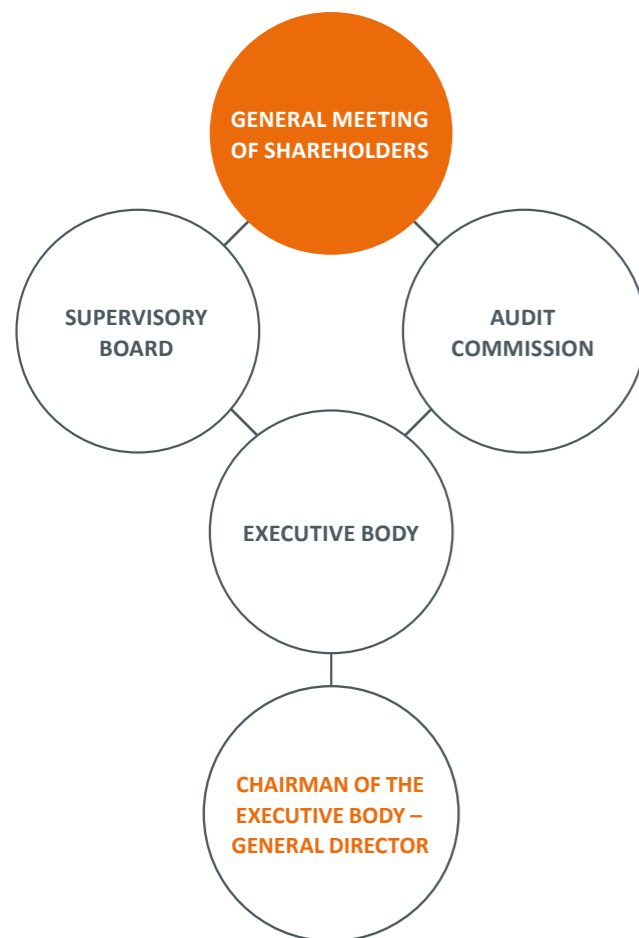 GENERAL MEETING
OF SHAREHOLDERS
SUPERVISORY
BOARD
AUDIT
COMMISSION
EXECUTIVE BODY
CHAIRMAN OF THE
EXECUTIVE BODY –
GENERAL DIRECTOR